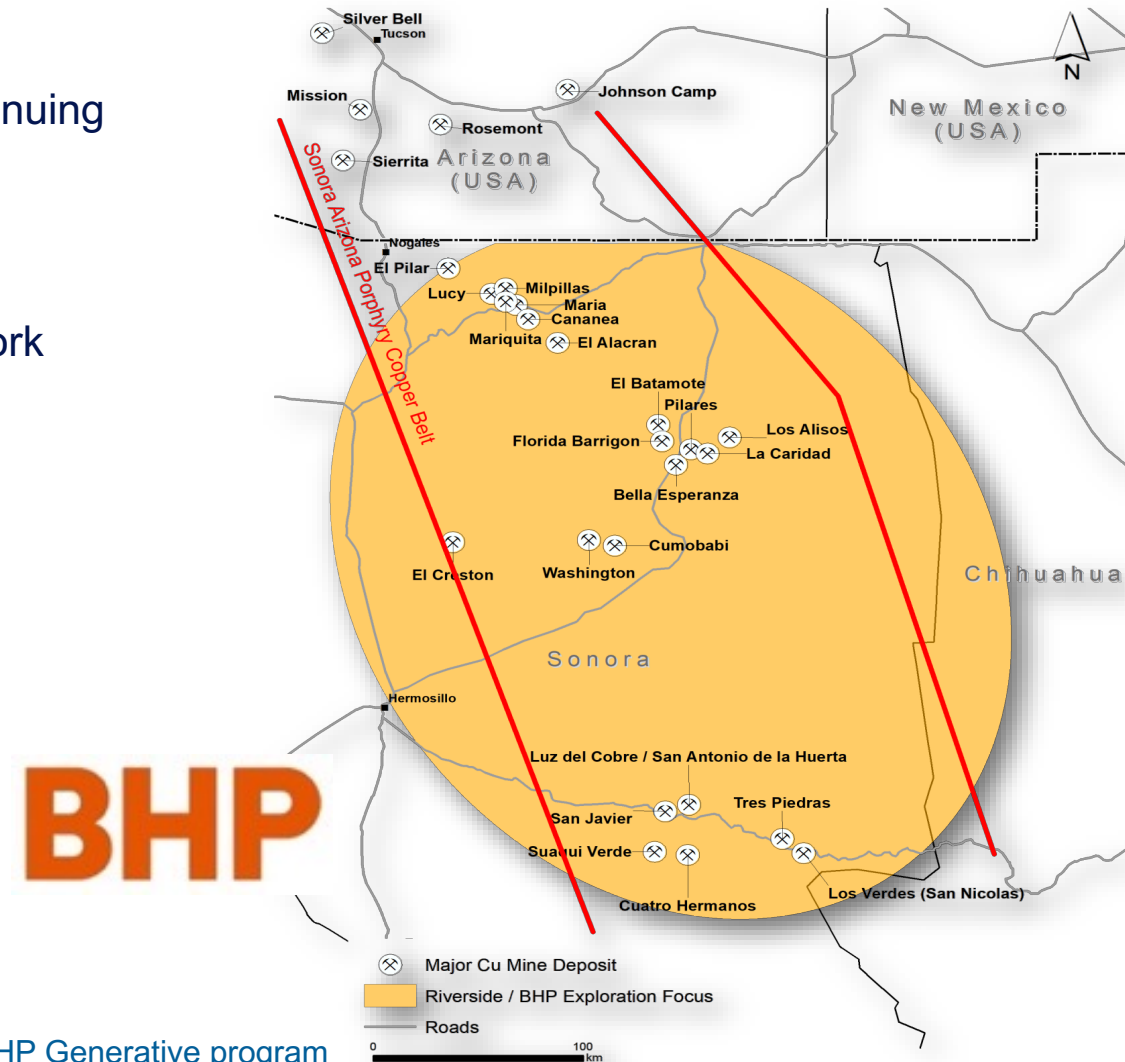 nuing
ork
BHP
HP Generative program
Silver Bell
Tucson
Mission
Johnson Camp
Rosemont
Sierrita
Arizona
(USA)
New Mexico
(USA)
N
Sonora Arizona Porphyry Copper Belt
Nogales
El Pilar
Lucy
Milpillas
Maria
Cananea
Mariquita
El Alacran
El Batamote
Pilares
Los Alisos
Florida Barrigon
La Caridad
Bella Esperanza
El Creston
Washington
Cumobabi
Chihuahua
Sonora
Hermosillo
Luz del Cobre / San Antonio de la Huerta
San Javier
Tres Piedras
Suaqui Verde
Cuatro Hermanos
Los Verdes (San Nicolas)
Major Cu Mine Deposit
Riverside / BHP Exploration Focus
Roads
0 100
km